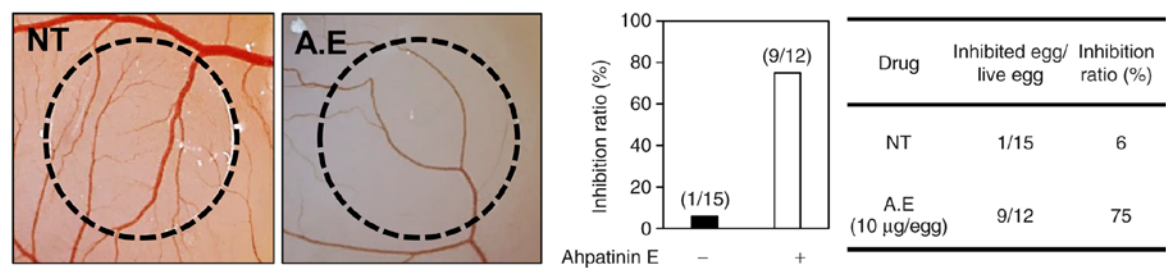 NT
A.E
Inhibition ratio (%)
100
80
60
40
20
0
(1/15)
(9/12)
Ahpatinin E
–
+
Drug
Inhibited egg/
live egg
Inhibition
ratio (%)
NT
1/15
6
A.E
(10 μg/egg)
9/12
75